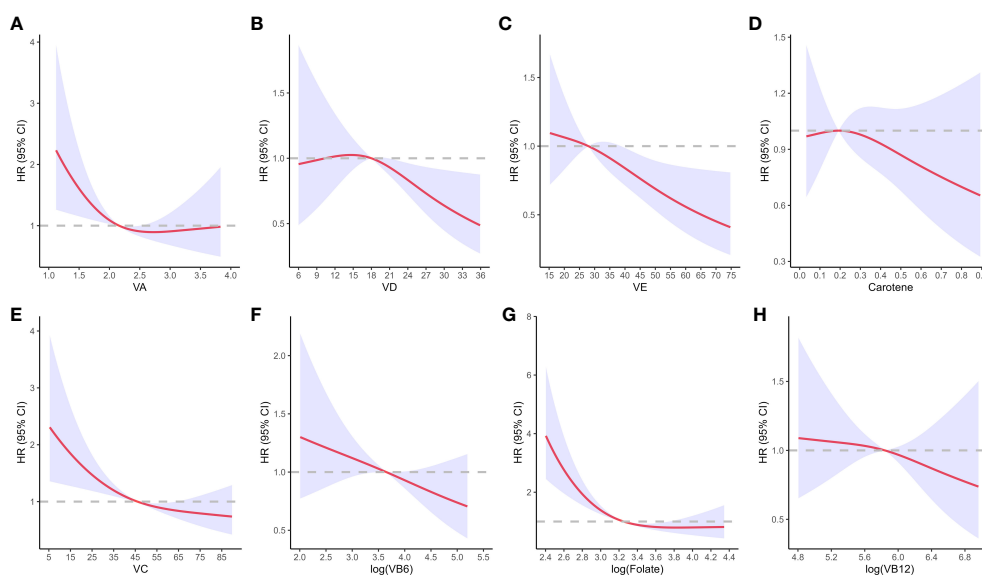 A
HR (95% CI)
4
3
2
1
1.0 1.5 2.0 2.5 3.0 3.5 4.0
VA
B
HR (95% CI)
1.5
1.0
0.5
6 9 12 15 18 21 24 27 30 33 36
VD
C
HR (95% CI)
1.5
1.0
0.5
15 20 25 30 35 40 45 50 55 60 65 70 75
VE
D
HR (95% CI)
1.5
1.2
0.9
0.6
0.3
0.0 0.1 0.2 0.3 0.4 0.5 0.6 0.7 0.8 0.9
Carotene
E
HR (95% CI)
4
3
2
1
5 15 25 35 45 55 65 75 85
VC
F
HR (95% CI)
2.0
1.5
1.0
0.5
2.0 2.5 3.0 3.5 4.0 4.5 5.0 5.5
log(VB6)
G
HR (95% CI)
8
6
4
2
2.4 2.6 2.8 3.0 3.2 3.4 3.6 3.8 4.0 4.2 4.4
log(Folate)
H
HR (95% CI)
1.5
1.0
0.5
4.8 5.2 5.6 6.0 6.4 6.8
log(VB12)